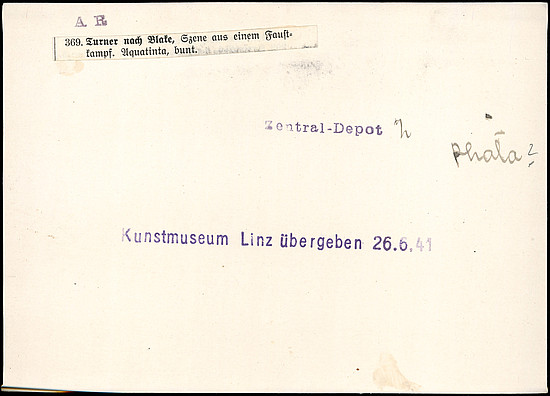 A R
369. Turner nach Blake, Szene aus einem Faust-
kampf. Aquatinta, bunt.
Zentral-Depot
phata?
Kunstmuseum Linz übergeben 26.6.41